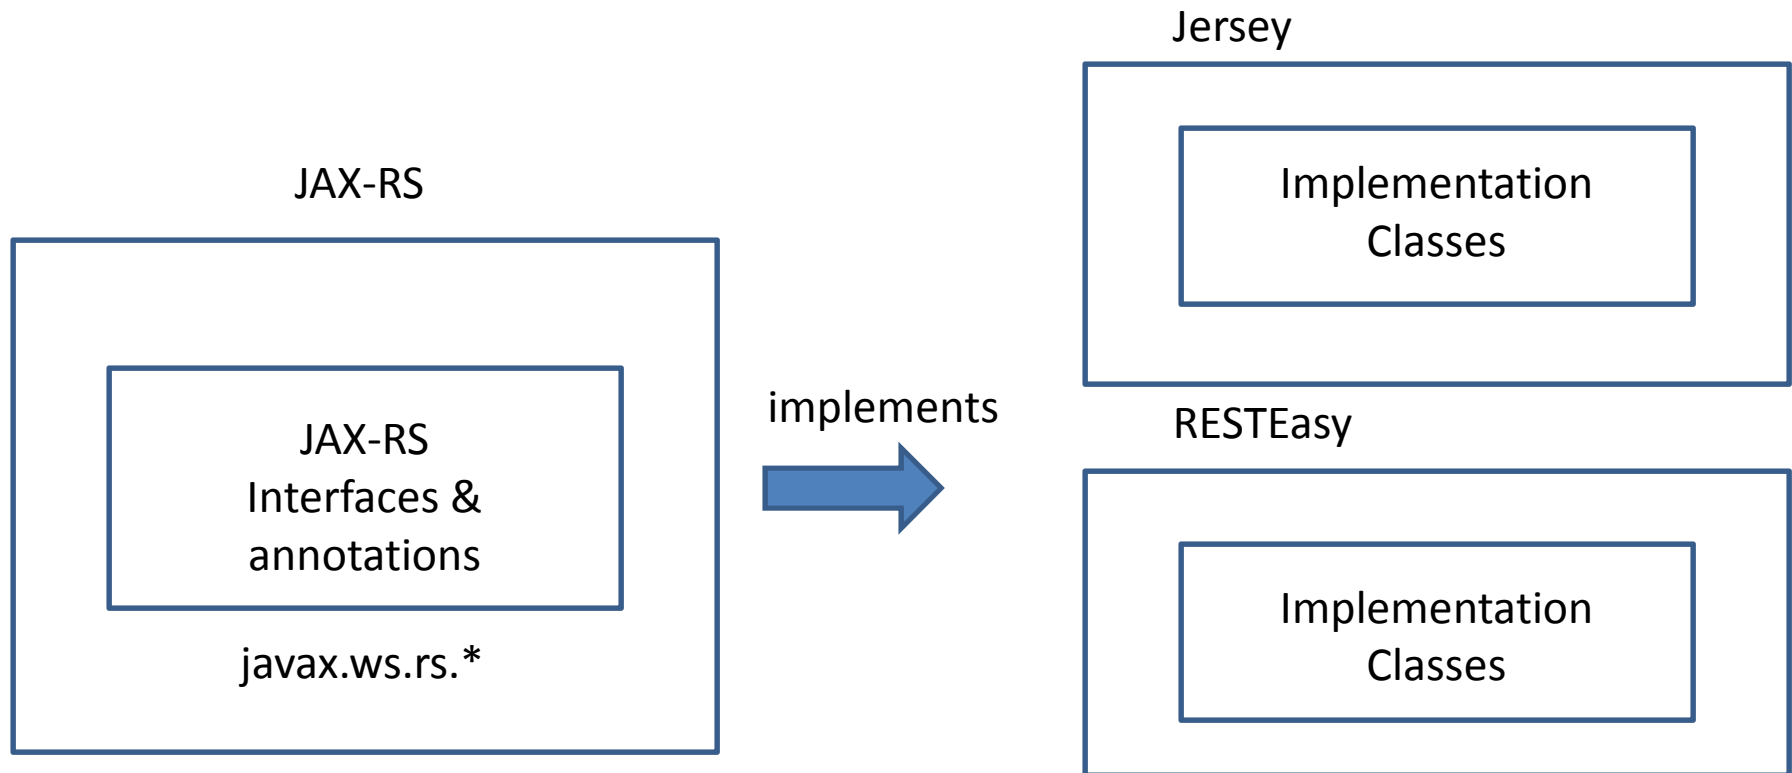 JAX-RS
JAX-RS
Interfaces &
annotations
javax.ws.rs.*
implements
Jersey
Implementation
Classes
RESTEasy
Implementation
Classes